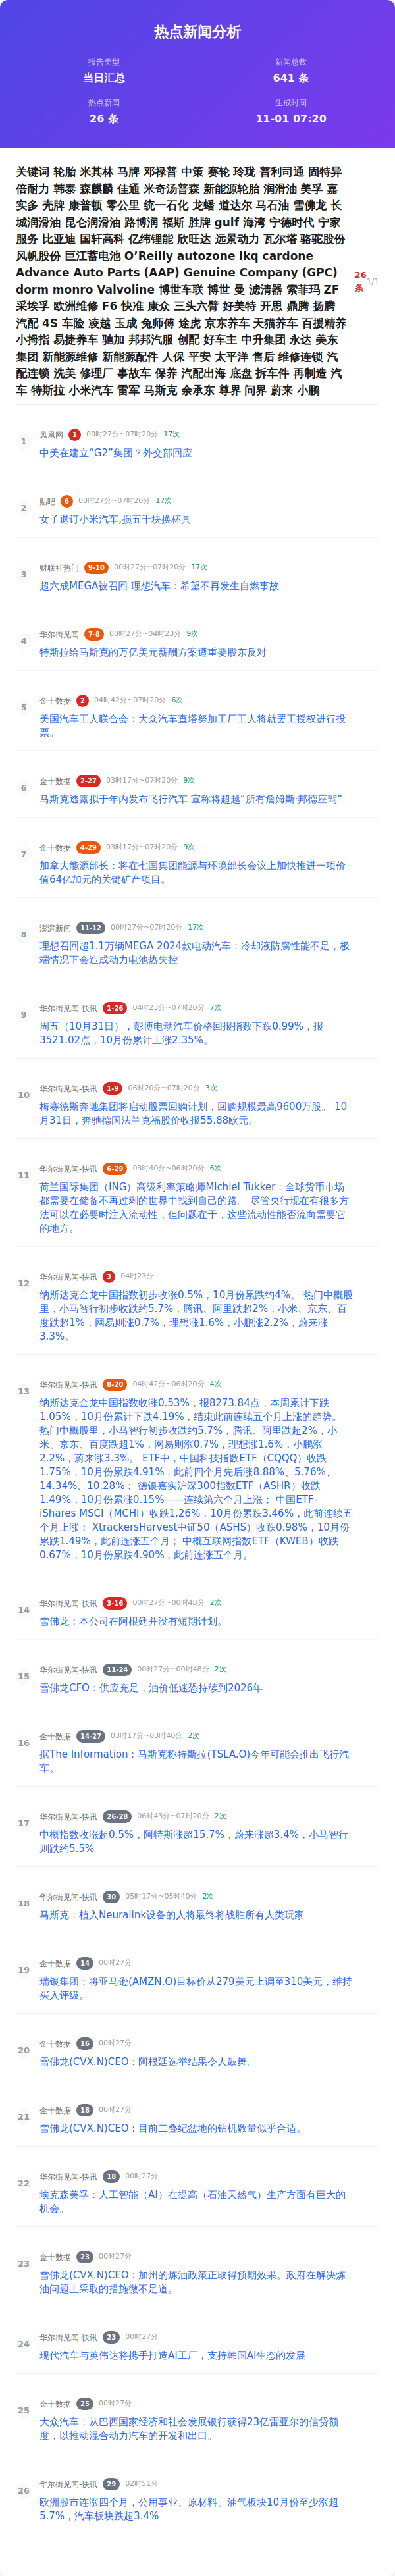 热点新闻分析
报告类型
当日汇总
新闻总数
641 条
热点新闻
26 条
生成时间
11-01 07:20
关键词 轮胎 米其林 马牌 邓禄普 中策 赛轮 玲珑 普利司通 固特异
倍耐力 韩泰 森麒麟 佳通 米奇汤普森 新能源轮胎 润滑油 美孚 嘉
实多 壳牌 康普顿 零公里 统一石化 龙蟠 道达尔 马石油 雪佛龙 长
城润滑油 昆仑润滑油 路博润 福斯 胜牌 gulf 海湾 宁德时代 宁家
服务 比亚迪 国轩高科 亿纬锂能 欣旺达 远景动力 瓦尔塔 骆驼股份
风帆股份 巨江蓄电池 O’Reilly autozone lkq cardone
Advance Auto Parts (AAP) Genuine Company (GPC)
dorm monro Valvoline 博世车联 博世 曼 滤清器 索菲玛 ZF
采埃孚 欧洲维修 F6 快准 康众 三头六臂 好美特 开思 鼎腾 扬腾
汽配 4S 车险 凌越 玉成 兔师傅 途虎 京东养车 天猫养车 百援精养
小拇指 易捷养车 驰加 邦邦汽服 创配 好车主 中升集团 永达 美东
集团 新能源维修 新能源配件 人保 平安 太平洋 售后 维修连锁 汽
配连锁 洗美 修理厂 事故车 保养 汽配出海 底盘 拆车件 再制造 汽
车 特斯拉 小米汽车 雷军 马斯克 余承东 尊界 问界 蔚来 小鹏
26
条
1/1
1
凤凰网 1 00时27分~07时20分 17次
中美在建立“G2”集团？外交部回应
2
贴吧 6 00时27分~07时20分 17次
女子退订小米汽车,损五千块换杯具
3
财联社热门 9-10 00时27分~07时20分 17次
超六成MEGA被召回 理想汽车：希望不再发生自燃事故
4
华尔街见闻 7-8 00时27分~04时23分 9次
特斯拉给马斯克的万亿美元薪酬方案遭重要股东反对
5
金十数据 2 04时42分~07时20分 6次
美国汽车工人联合会：大众汽车查塔努加工厂工人将就罢工授权进行投
票。
6
金十数据 2-27 03时17分~07时20分 9次
马斯克透露拟于年内发布飞行汽车 宣称将超越“所有詹姆斯·邦德座驾”
7
金十数据 4-29 03时17分~07时20分 9次
加拿大能源部长：将在七国集团能源与环境部长会议上加快推进一项价
值64亿加元的关键矿产项目。
8
澎湃新闻 11-12 00时27分~07时20分 17次
理想召回超1.1万辆MEGA 2024款电动汽车：冷却液防腐性能不足，极
端情况下会造成动力电池热失控
9
华尔街见闻-快讯 1-26 04时23分~07时20分 7次
周五（10月31日），彭博电动汽车价格回报指数下跌0.99%，报
3521.02点，10月份累计上涨2.35%。
10
华尔街见闻-快讯 1-9 06时20分~07时20分 3次
梅赛德斯奔驰集团将启动股票回购计划，回购规模最高9600万股。 10
月31日，奔驰德国法兰克福股价收报55.88欧元。
11
华尔街见闻-快讯 6-29 03时40分~06时20分 6次
荷兰国际集团（ING）高级利率策略师Michiel Tukker：全球货币市场
都需要在储备不再过剩的世界中找到自己的路。 尽管央行现在有很多方
法可以在必要时注入流动性，但问题在于，这些流动性能否流向需要它
的地方。
12
华尔街见闻-快讯 3 04时23分
纳斯达克金龙中国指数初步收涨0.5%，10月份累跌约4%。 热门中概股
里，小马智行初步收跌约5.7%，腾讯、阿里跌超2%，小米、京东、百
度跌超1%，网易则涨0.7%，理想涨1.6%，小鹏涨2.2%，蔚来涨
3.3%。
13
华尔街见闻-快讯 8-20 04时42分~06时20分 4次
纳斯达克金龙中国指数收涨0.53%，报8273.84点，本周累计下跌
1.05%，10月份累计下跌4.19%，结束此前连续五个月上涨的趋势。
热门中概股里，小马智行初步收跌约5.7%，腾讯、阿里跌超2%，小
米、京东、百度跌超1%，网易则涨0.7%，理想涨1.6%，小鹏涨
2.2%，蔚来涨3.3%。 ETF中，中国科技指数ETF（CQQQ）收跌
1.75%，10月份累跌4.91%，此前四个月先后涨8.88%、5.76%、
14.34%、10.28%； 德银嘉实沪深300指数ETF（ASHR）收跌
1.49%，10月份累涨0.15%——连续第六个月上涨； 中国ETF-
iShares MSCI（MCHI）收跌1.26%，10月份累跌3.46%，此前连续五
个月上涨； XtrackersHarvest中证50（ASHS）收跌0.98%，10月份
累跌1.49%，此前连涨五个月； 中概互联网指数ETF（KWEB）收跌
0.67%，10月份累跌4.90%，此前连涨五个月。
14
华尔街见闻-快讯 3-16 00时27分~00时48分 2次
雪佛龙：本公司在阿根廷并没有短期计划。
15
华尔街见闻-快讯 11-24 00时27分~00时48分 2次
雪佛龙CFO：供应充足，油价低迷恐持续到2026年
16
金十数据 14-27 03时17分~03时40分 2次
据The Information：马斯克称特斯拉(TSLA.O)今年可能会推出飞行汽
车。
17
华尔街见闻-快讯 26-28 06时43分~07时20分 2次
中概指数收涨超0.5%，阿特斯涨超15.7%，蔚来涨超3.4%，小马智行
则跌约5.5%
18
华尔街见闻-快讯 30 05时17分~05时40分 2次
马斯克：植入Neuralink设备的人将最终将战胜所有人类玩家
19
金十数据 14 00时27分
瑞银集团：将亚马逊(AMZN.O)目标价从279美元上调至310美元，维持
买入评级。
20
金十数据 16 00时27分
雪佛龙(CVX.N)CEO：阿根廷选举结果令人鼓舞。
21
金十数据 18 00时27分
雪佛龙(CVX.N)CEO：目前二叠纪盆地的钻机数量似乎合适。
22
华尔街见闻-快讯 18 00时27分
埃克森美孚：人工智能（AI）在提高（石油天然气）生产方面有巨大的
机会。
23
金十数据 23 00时27分
雪佛龙(CVX.N)CEO：加州的炼油政策正取得预期效果。政府在解决炼
油问题上采取的措施微不足道。
24
华尔街见闻-快讯 23 00时27分
现代汽车与英伟达将携手打造AI工厂，支持韩国AI生态的发展
25
金十数据 25 00时27分
大众汽车：从巴西国家经济和社会发展银行获得23亿雷亚尔的信贷额
度，以推动混合动力汽车的开发和出口。
26
华尔街见闻-快讯 29 02时51分
欧洲股市连涨四个月，公用事业、原材料、油气板块10月份至少涨超
5.7%，汽车板块跌超3.4%